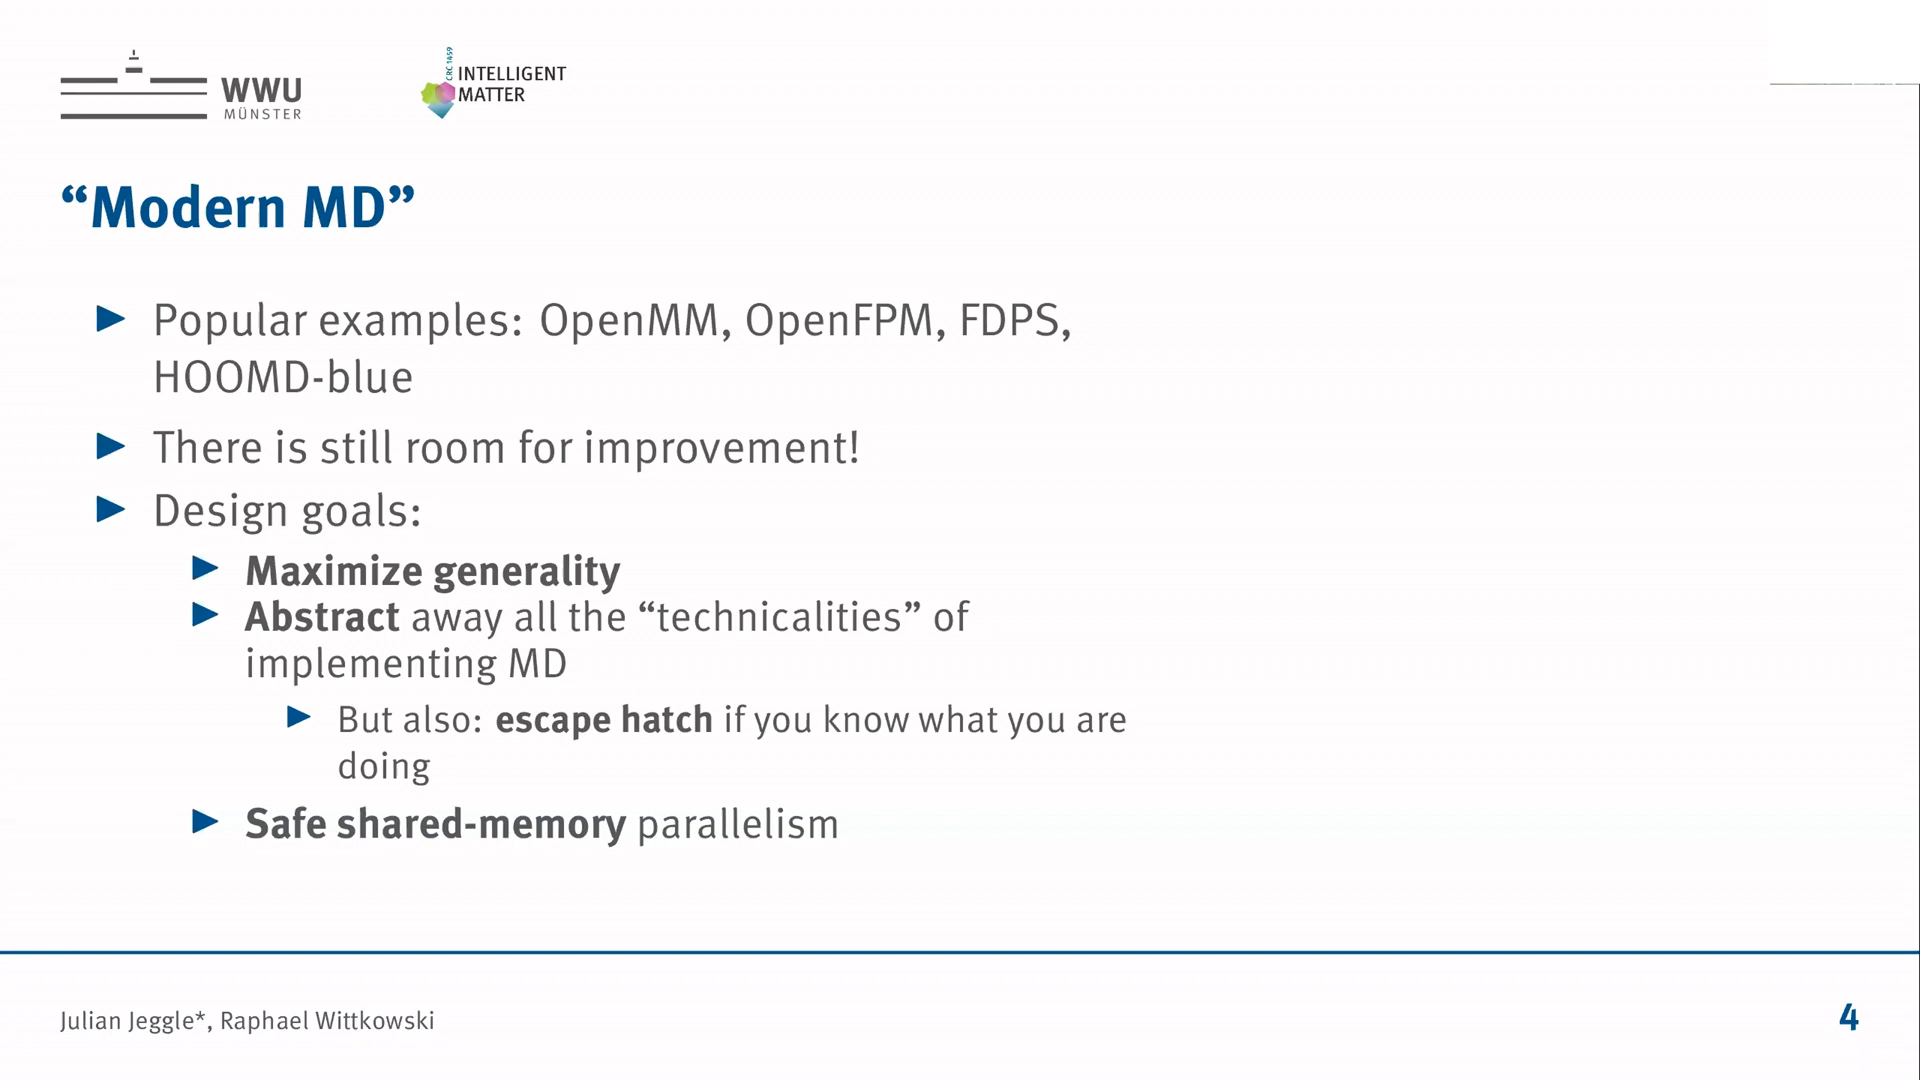 WWU
MÜNSTER
CRC 1459
INTELLIGENT
MATTER
“Modern MD”
Popular examples: OpenMM, OpenFPM, FDPS,
HOOMD-blue
There is still room for improvement!
Design goals:
Maximize generality
Abstract away all the “technicalities” of
implementing MD
But also: escape hatch if you know what you are
doing
Safe shared-memory parallelism
Julian Jeggle*, Raphael Wittkowski
4